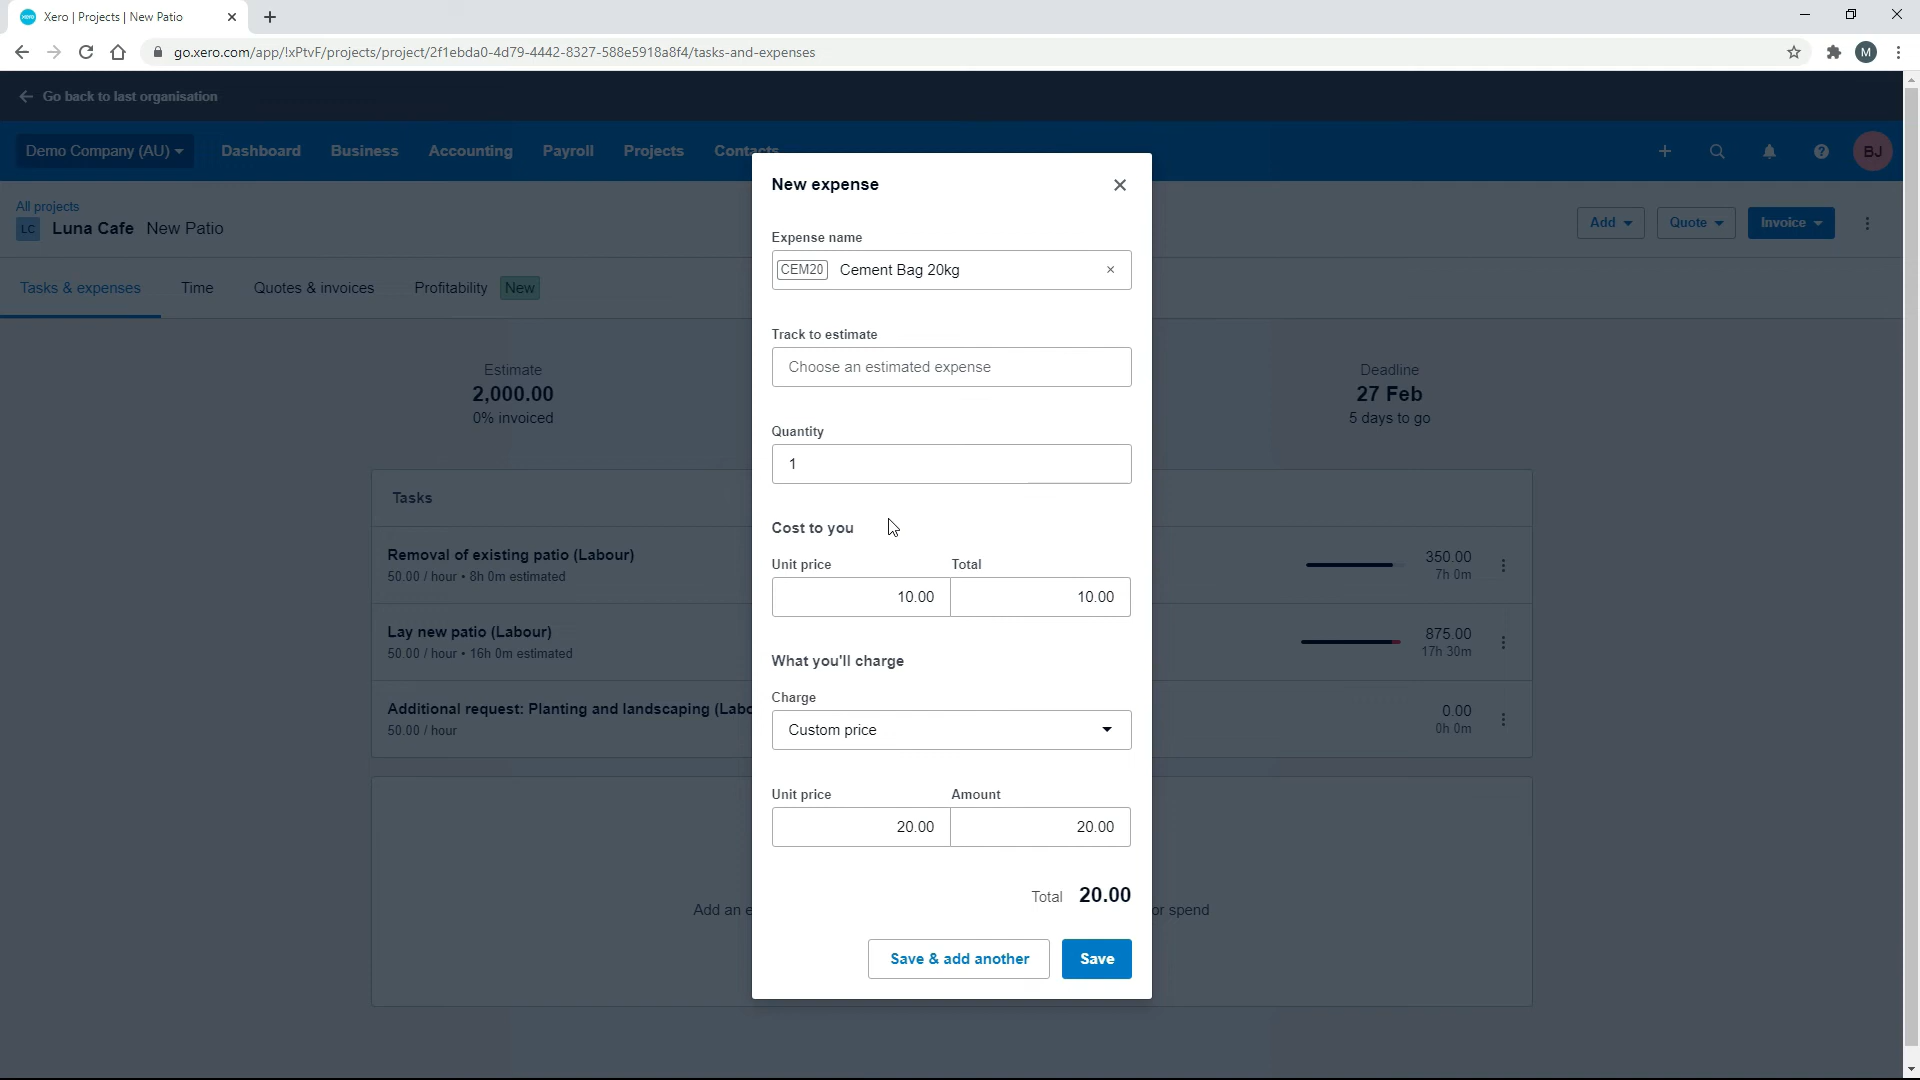 Xero | Projects | New Patio
go.xero.com/app/!xPtvF/projects/project/2f1ebda0-4d79-4442-8327-588e5918a8f4/tasks-and-expenses
M
Go back to last organisation
Demo Company (AU)
Dashboard
Business
Accounting
Payroll
Projects
Contacts
BJ
All projects
LC Luna Cafe New Patio
Add
Quote
Invoice
Tasks & expenses
Time
Quotes & invoices
Profitability New
Estimate
2,000.00
0% invoiced
Deadline
27 Feb
5 days to go
Tasks
Removal of existing patio (Labour)
50.00 / hour • 8h 0m estimated
350.00
7h 0m
Lay new patio (Labour)
50.00 / hour • 16h 0m estimated
875.00
17h 30m
Additional request: Planting and landscaping (Labo
50.00 / hour
0.00
0h 0m
Add an e
or spend
New expense
Expense name
CEM20 Cement Bag 20kg
Track to estimate
Choose an estimated expense
Quantity
1
Cost to you
Unit price Total
10.00 10.00
What you'll charge
Charge
Custom price
Unit price Amount
20.00 20.00
Total 20.00
Save & add another
Save